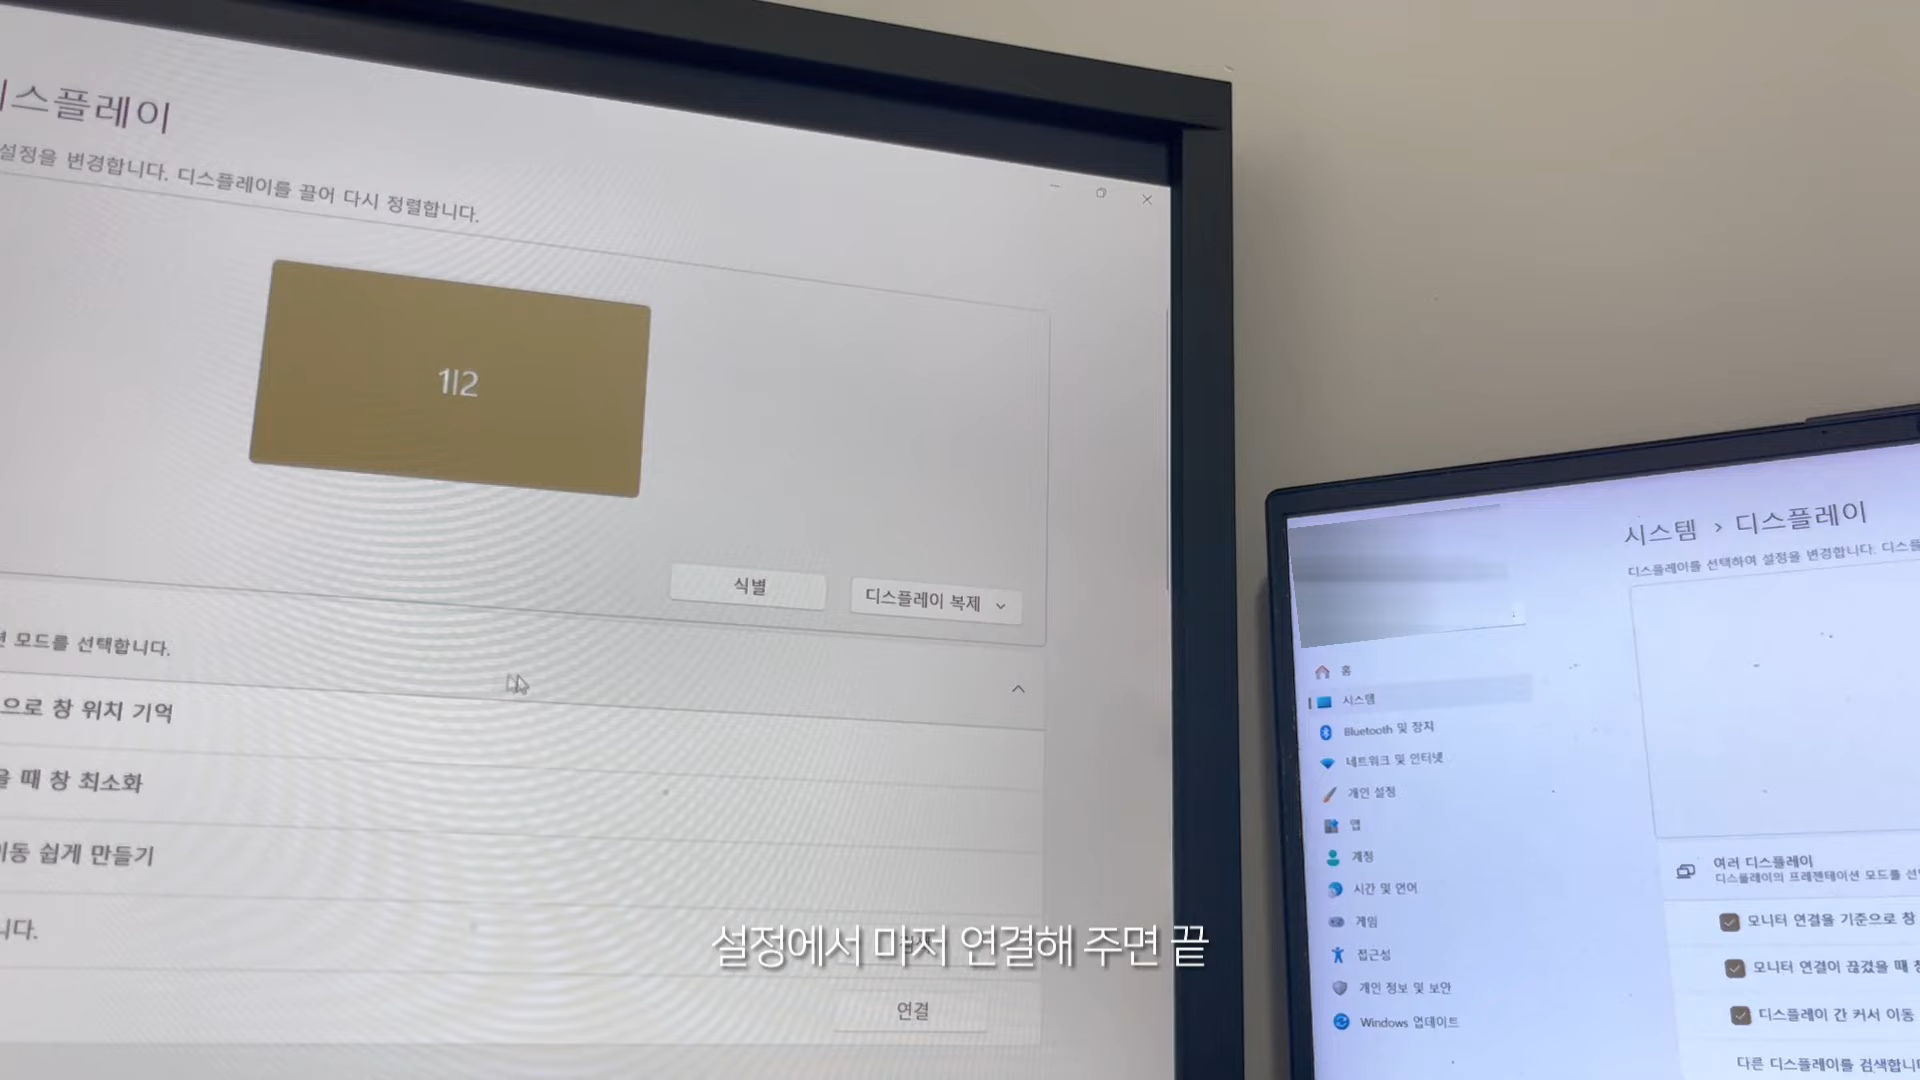 디스플레이
설정을 변경합니다. 디스플레이를 끌어 다시 정렬합니다.
1|2
식별
디스플레이 복제
모드를 선택합니다.
으로 창 위치 기억
때 창 최소화
이동 쉽게 만들기
니다.
연결
설정에서 마저 연결해 주면 끝
시스템 › 디스플레이
디스플레이를 선택하여 설정을 변경합니다. 디스플
홈
시스템
Bluetooth 및 장치
네트워크 및 인터넷
개인 설정
앱
계정
시간 및 언어
게임
접근성
개인 정보 및 보안
Windows 업데이트
여러 디스플레이
디스플레이의 프레젠테이션 모드를 선
모니터 연결을 기준으로 창
모니터 연결이 끊겼을 때 창
디스플레이 간 커서 이동
다른 디스플레이를 검색합니